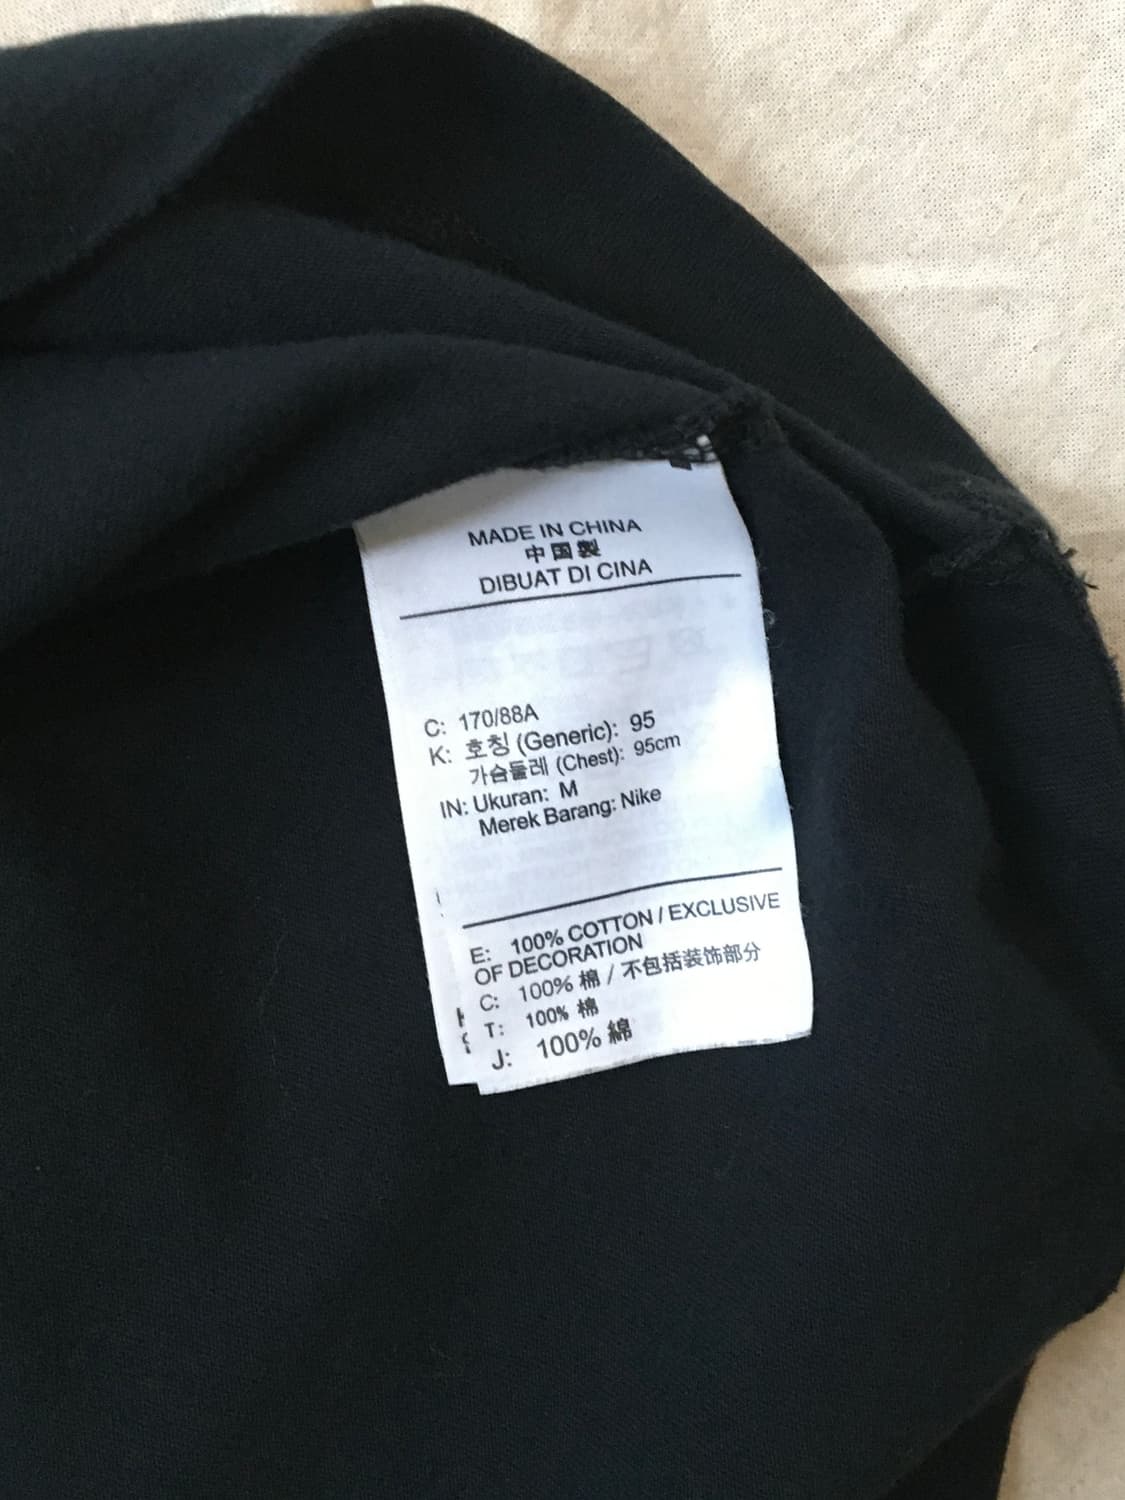 MADE IN CHINA
中国製
DIBUAT DI CINA
C: 170/88A
K: 호칭 (Generic): 95
가슴둘레 (Chest): 95cm
IN: Ukuran: M
Merek Barang: Nike
E: 100% COTTON / EXCLUSIVE
OF DECORATION
C: 100% 棉 / 不包括装饰部分
T: 100% 棉
J: 100% 綿